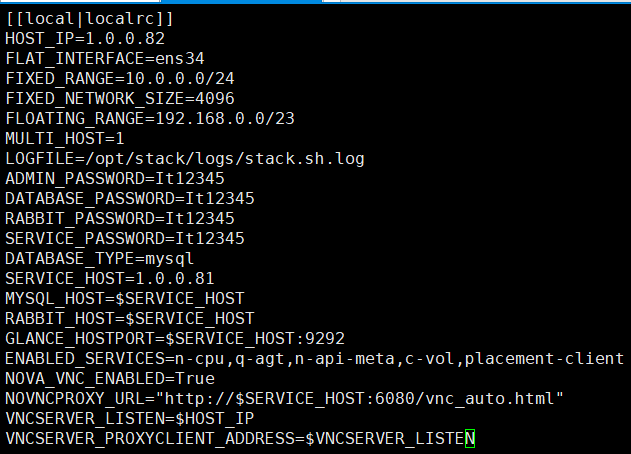 [[local|localrc]]
HOST_IP=1.0.0.82
FLAT_INTERFACE=ens34
FIXED_RANGE=10.0.0.0/24
FIXED_NETWORK_SIZE=4096
FLOATING_RANGE=192.168.0.0/23
MULTI_HOST=1
LOGFILE=/opt/stack/logs/stack.sh.log
ADMIN_PASSWORD=It12345
DATABASE_PASSWORD=It12345
RABBIT_PASSWORD=It12345
SERVICE_PASSWORD=It12345
DATABASE_TYPE=mysql
SERVICE_HOST=1.0.0.81
MYSQL_HOST=$SERVICE_HOST
RABBIT_HOST=$SERVICE_HOST
GLANCE_HOSTPORT=$SERVICE_HOST:9292
ENABLED_SERVICES=n-cpu,q-agt,n-api-meta,c-vol,placement-client
NOVA_VNC_ENABLED=True
NOVNCPROXY_URL="http://$SERVICE_HOST:6080/vnc_auto.html"
VNCSERVER_LISTEN=$HOST_IP
VNCSERVER_PROXYCLIENT_ADDRESS=$VNCSERVER_LISTEN